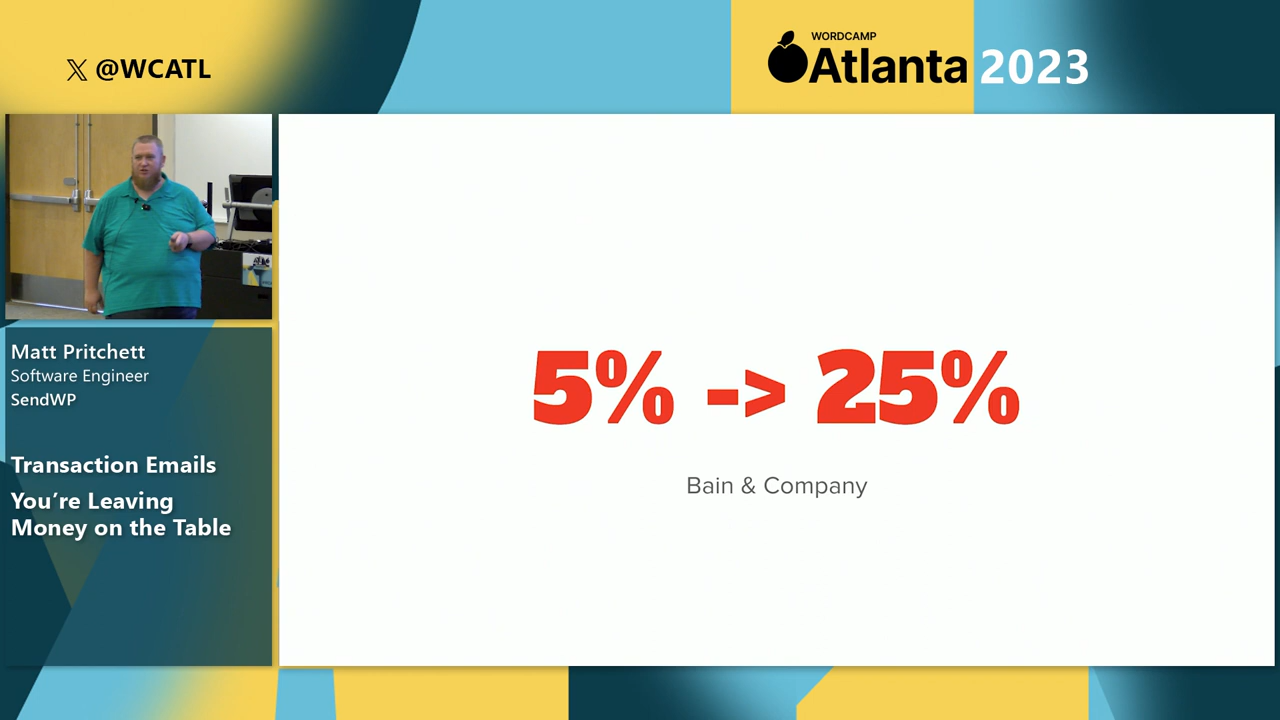 𝕏 @WCATL
WORDCAMP
Atlanta 2023
Matt Pritchett
Software Engineer
SendWP
Transaction Emails
You’re Leaving
Money on the Table
5% -> 25%
Bain & Company